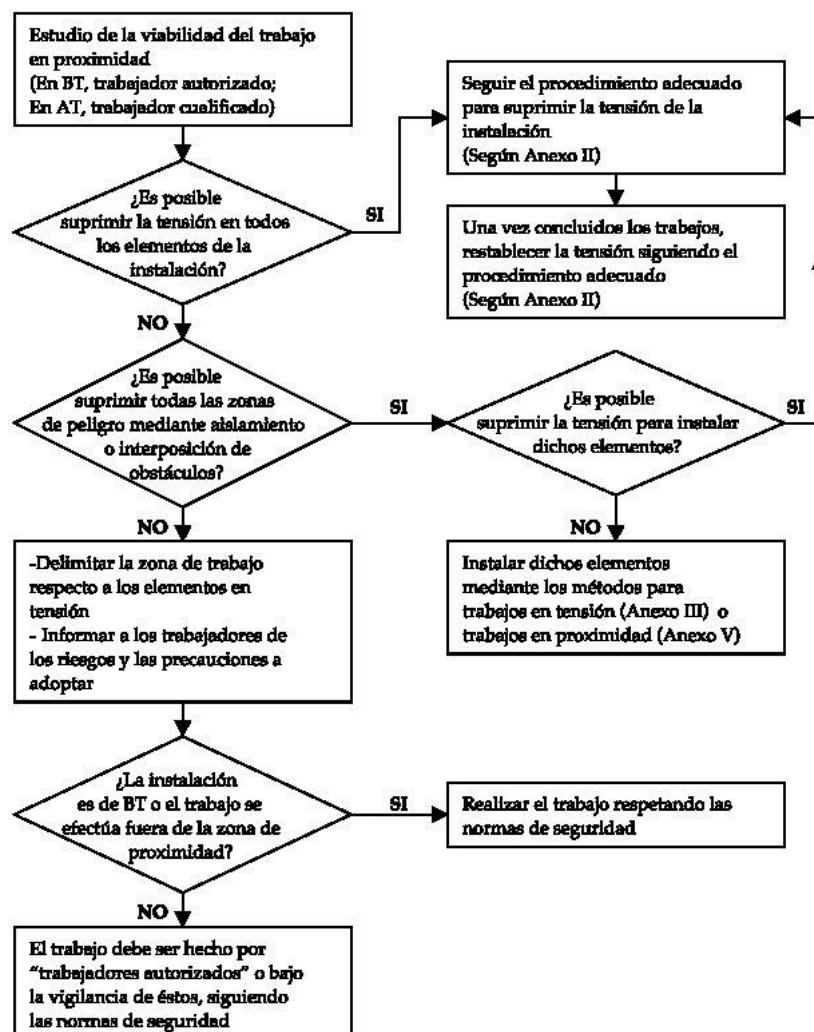 Estudio de la viabilidad del trabajo
en proximidad
(En BT, trabajador autorizado;
En AT, trabajador cualificado)
Seguir el procedimiento adecuado
para suprimir la tensión de la
instalación
(Según Anexo II)
¿Es posible
suprimir la tensión en todos
los elementos de la
instalación?
SI
Una vez concluidos los trabajos,
restablecer la tensión siguiendo el
procedimiento adecuado
(Según Anexo II)
NO
¿Es posible
suprimir todas las zonas
de peligro mediante aislamiento
o interposición de
obstáculos?
SI
¿Es posible
suprimir la tensión para instalar
dichos elementos?
SI
NO
NO
-Delimitar la zona de trabajo
respecto a los elementos en
tensión
- Informar a los trabajadores de
los riesgos y las precauciones a
adoptar
Instalar dichos elementos
mediante los métodos para
trabajos en tensión (Anexo III) o
trabajos en proximidad (Anexo V)
¿La instalación
es de BT o el trabajo se
efectúa fuera de la zona de
proximidad?
SI
Realizar el trabajo respetando las
normas de seguridad
NO
El trabajo debe ser hecho por
“trabajadores autorizados” o bajo
la vigilancia de éstos, siguiendo
las normas de seguridad